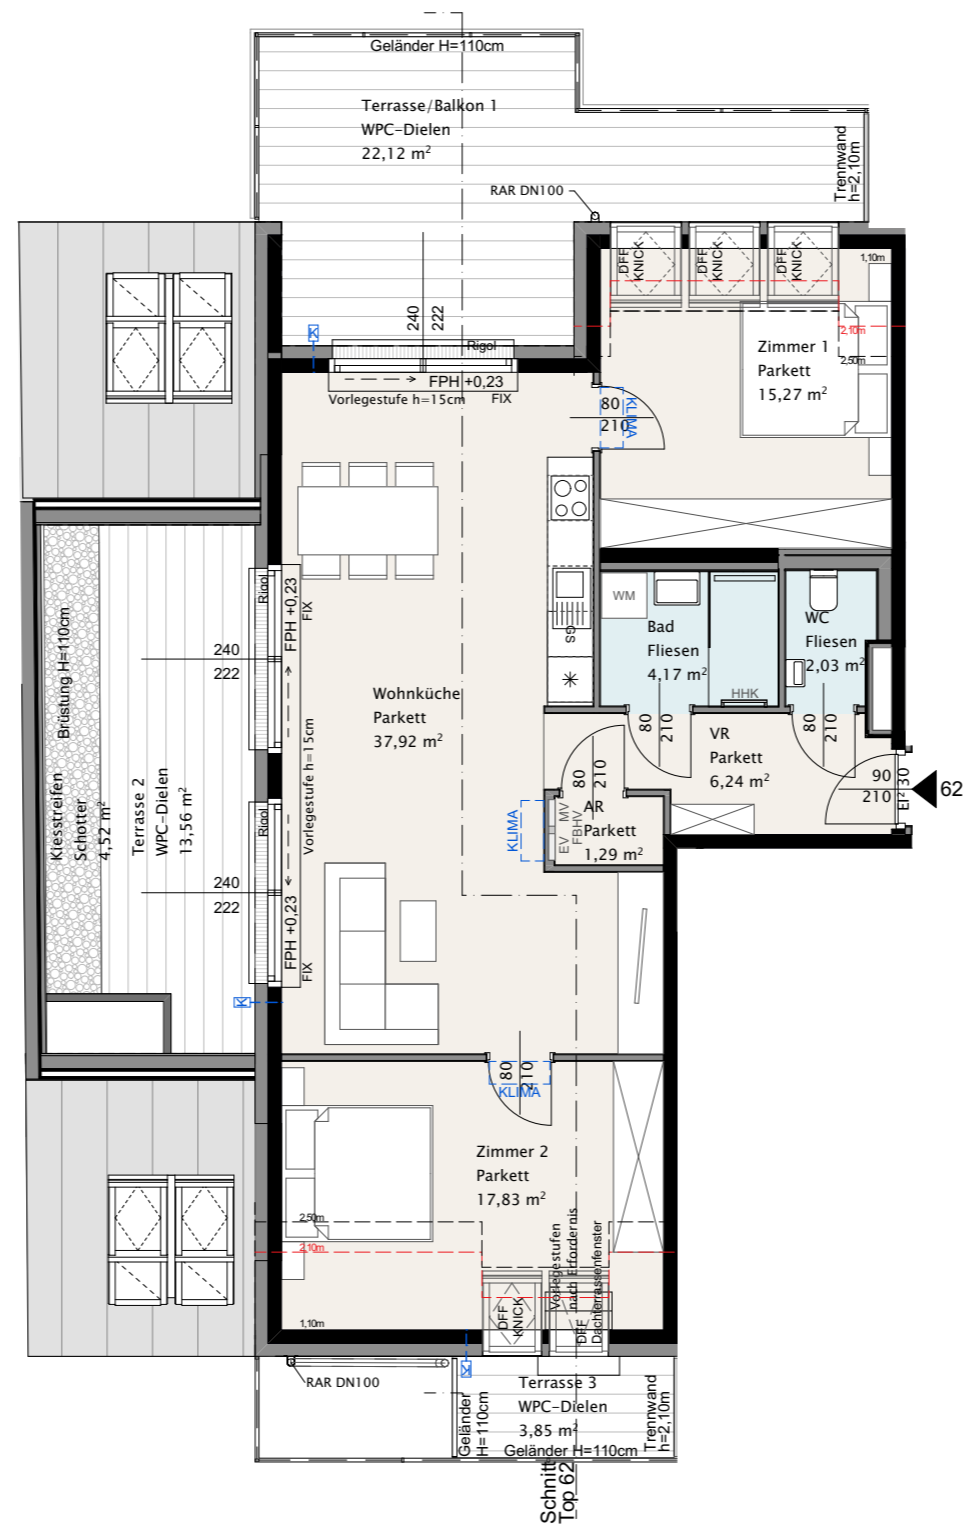 Geländer H=110cm
Terrasse/Balkon 1
WPC-Dielen
22,12 m²
Trennwand
h=2,10m
RAR DN100
DFF
KNICK
DFF
KNICK
DFF
KNICK
1,10m
2,10m
2,50m
240
222
K
Rigol
FPH +0,23
Vorlegestufe h=15cm
FIX
Zimmer 1
Parkett
15,27 m²
80
210
KLIMA
Rigol
FPH +0,23
FIX
240
222
Brüstung H=110cm
Kiesstreifen
Schotter
4,52 m²
Terrasse 2
WPC-Dielen
13,56 m²
Vorlegestufe h=15cm
Wohnküche
Parkett
37,92 m²
GS
WM
Bad
Fliesen
4,17 m²
HHK
WC
Fliesen
2,03 m²
80
210
80
210
VR
Parkett
6,24 m²
90
210
EI² 30
62
80
210
AR
Parkett
1,29 m²
EV
MV
FBHV
KLIMA
Rigol
240
222
FPH +0,23
FIX
K
80
210
KLIMA
Zimmer 2
Parkett
17,83 m²
2,50m
2,10m
1,10m
Vorlegestufen
nach Erfordernis
Dachterrassenfenster
DFF
KNICK
DFF
K
RAR DN100
Terrasse 3
WPC-Dielen
3,85 m²
Geländer
H=110cm
Geländer H=110cm
Trennwand
h=2,10m
Schnitt
Top 62